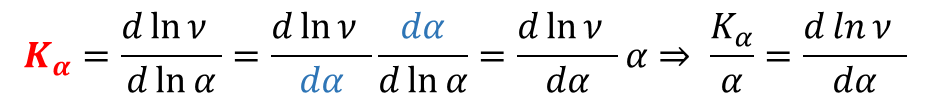 K_α = d ln ν / d ln α = d ln ν / dα dα / d ln α = d ln ν / dα α ⇒ K_α / α = d ln ν / dα